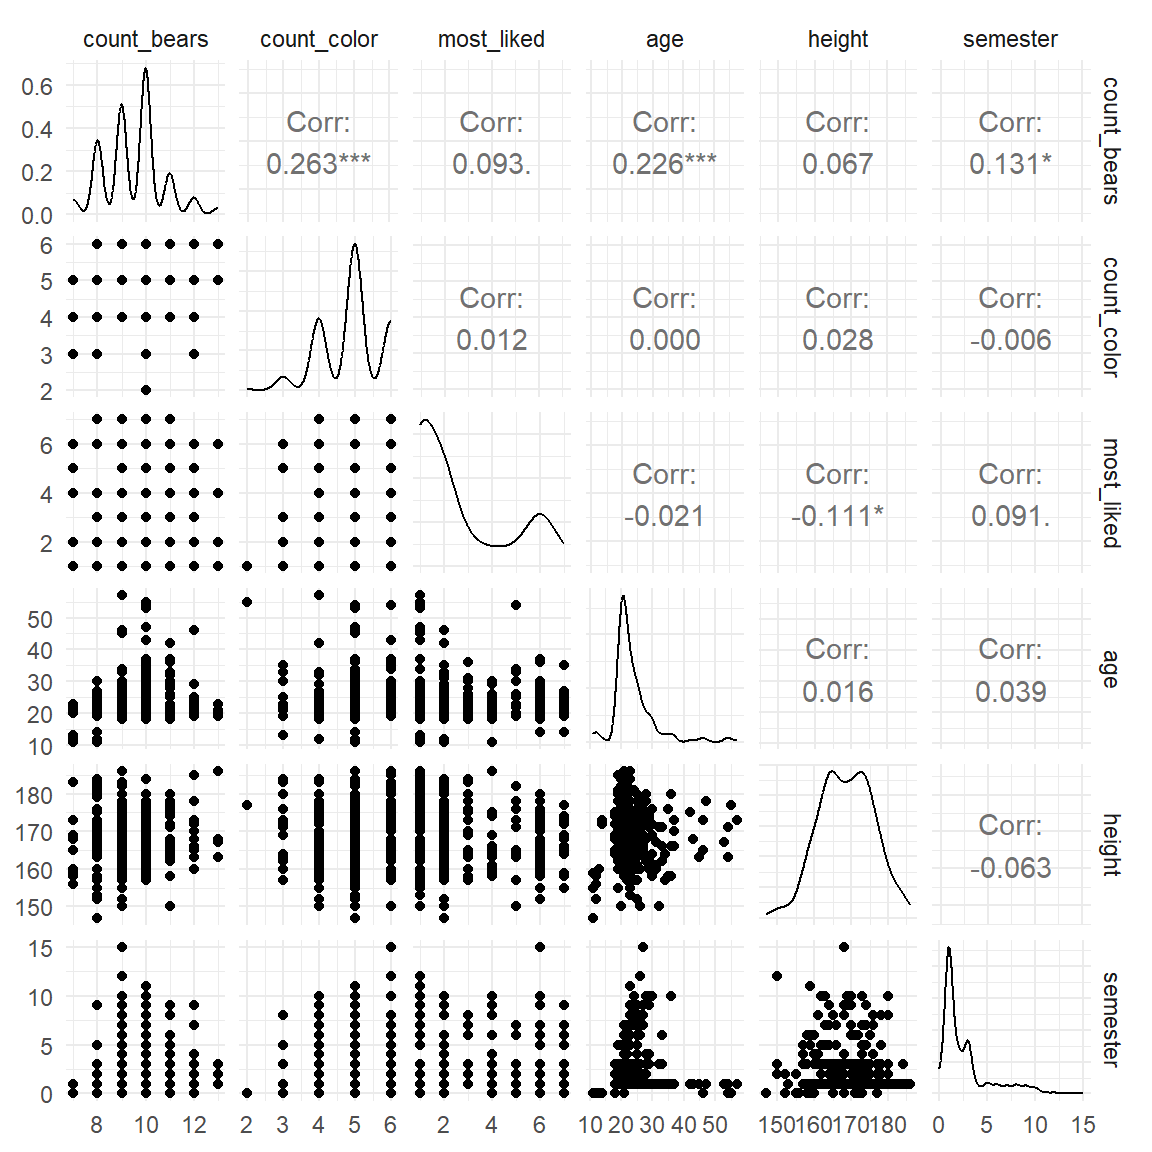 count_bears count_color most_liked age height semester
0.6
0.4
0.2
0.0
Corr:
0.263***
Corr:
0.093.
Corr:
0.226***
Corr:
0.067
Corr:
0.131*
count_bears
6
5
4
3
2
Corr:
0.012
Corr:
0.000
Corr:
0.028
Corr:
-0.006
count_color
6
4
2
Corr:
-0.021
Corr:
-0.111*
Corr:
0.091.
most_liked
50
40
30
20
10
Corr:
0.016
Corr:
0.039
age
180
170
160
150
Corr:
-0.063
height
15
10
5
0
semester
8 10 12 2 3 4 5 6 2 4 6 10 20 30 40 50 150 160 170 180 0 5 10 15